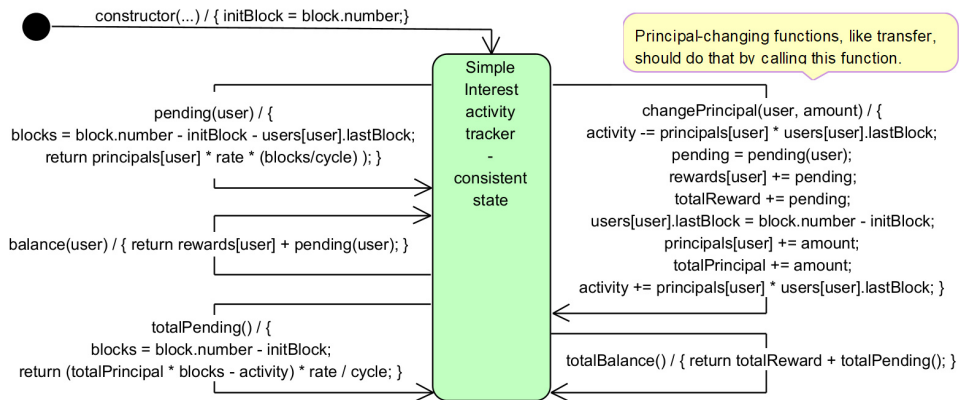 constructor(...) / { initBlock = block.number;}
Principal-changing functions, like transfer,
should do that by calling this function.
Simple
Interest
activity
tracker
-
consistent
state
pending(user) / {
blocks = block.number - initBlock - users[user].lastBlock;
return principals[user] * rate * (blocks/cycle) ); }
balance(user) / { return rewards[user] + pending(user); }
totalPending() / {
blocks = block.number - initBlock;
return (totalPrincipal * blocks - activity) * rate / cycle; }
changePrincipal(user, amount) / {
activity -= principals[user] * users[user].lastBlock;
pending = pending(user);
rewards[user] += pending;
totalReward += pending;
users[user].lastBlock = block.number - initBlock;
principals[user] += amount;
totalPrincipal += amount;
activity += principals[user] * users[user].lastBlock; }
totalBalance() / { return totalReward + totalPending(); }